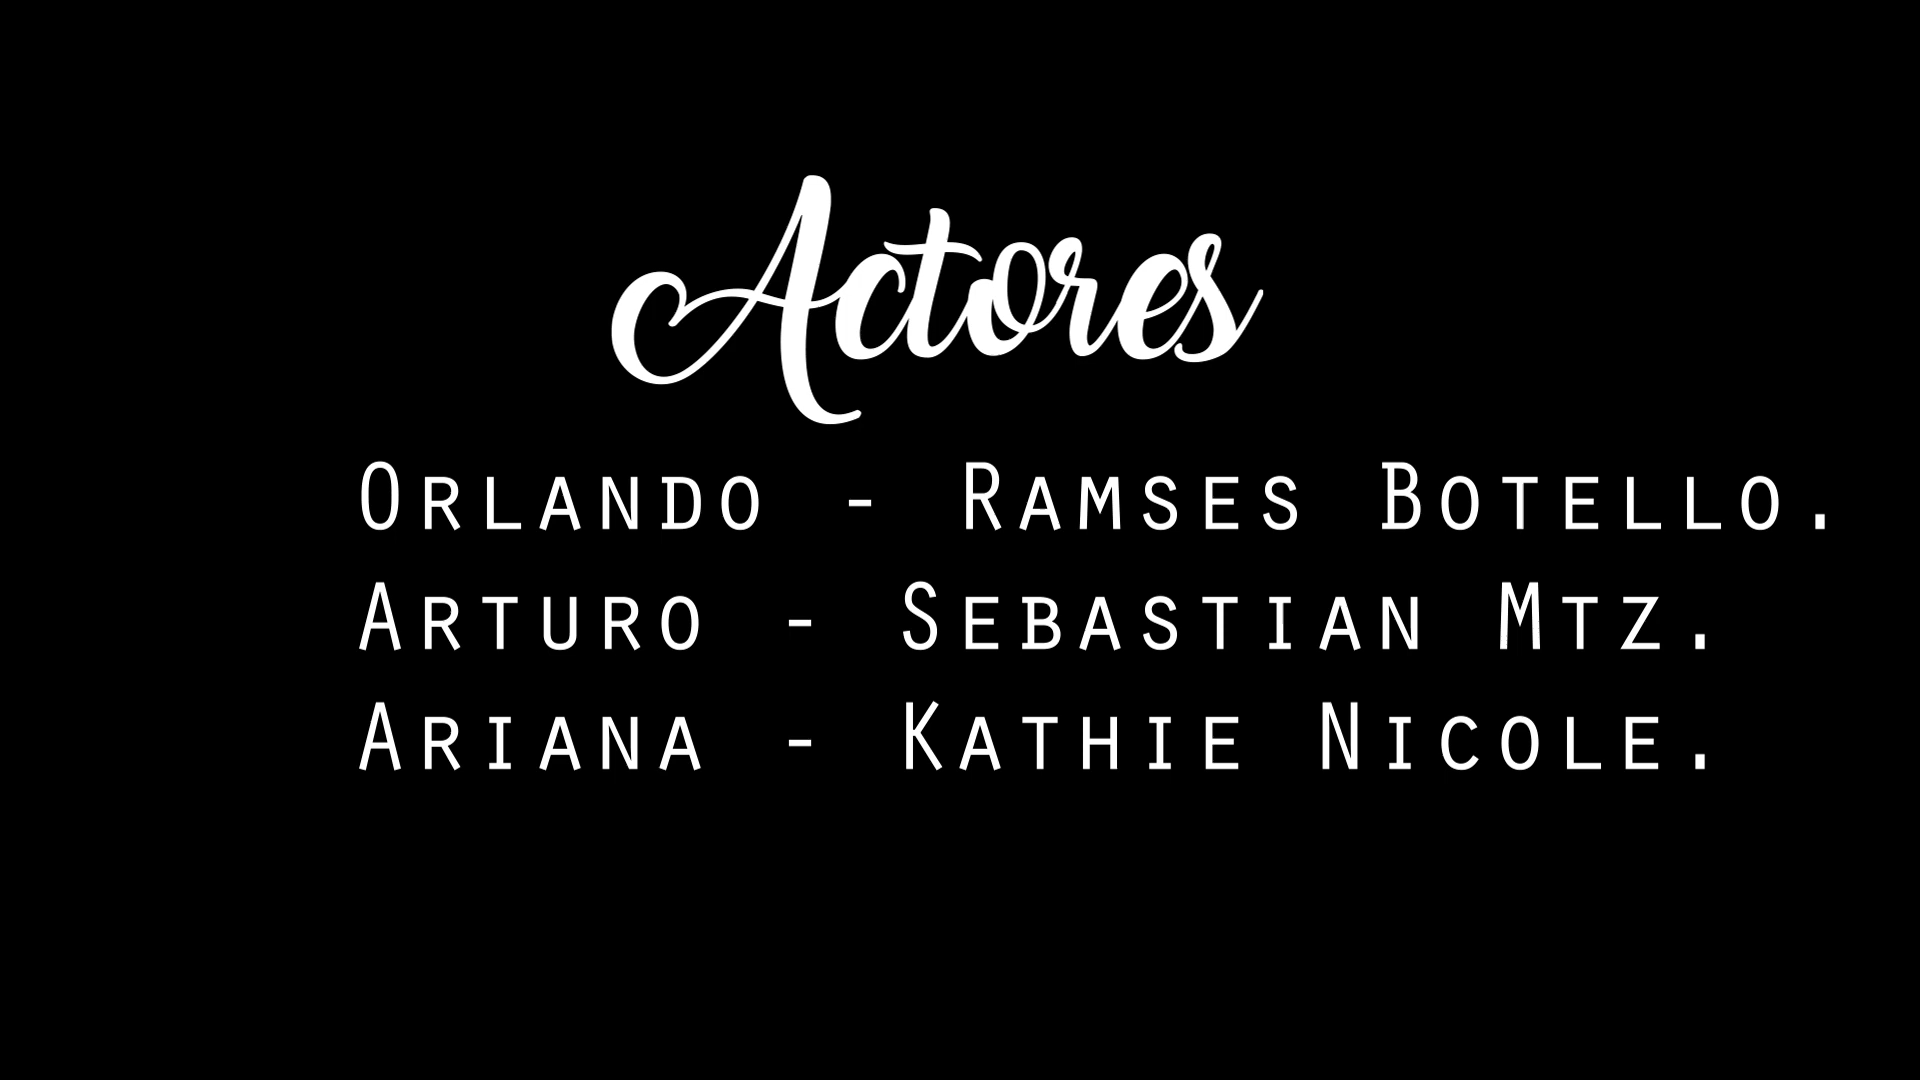 Actores
Orlando - Ramses Botello.
Arturo - Sebastian Mtz.
Ariana - Kathie Nicole.